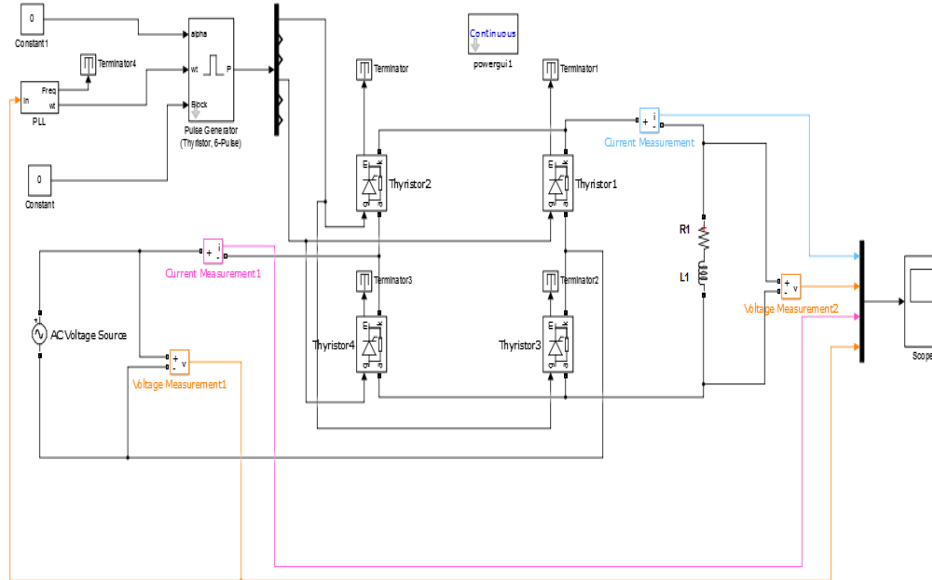 0
Constant1
alpha
wt
Block
P
Pulse Generator
(Thyristor, 6-Pulse)
Terminator4
In
Freq
wt
PLL
0
Constant
Continuous
powergui1
Terminator
Terminator1
+
-
i
Current Measurement
m
k
g
a
Thyristor2
m
k
g
a
Thyristor1
R1
+
L1
+
-
v
Voltage Measurement2
+
-
i
Current Measurement1
Terminator3
Terminator2
m
k
g
a
Thyristor4
m
k
g
a
Thyristor3
+
AC Voltage Source
+
-
v
Voltage Measurement1
Scope